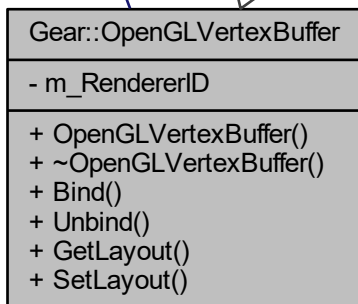 Gear::OpenGLVertexBuffer
- m_RendererID
+ OpenGLVertexBuffer()
+ ~OpenGLVertexBuffer()
+ Bind()
+ Unbind()
+ GetLayout()
+ SetLayout()